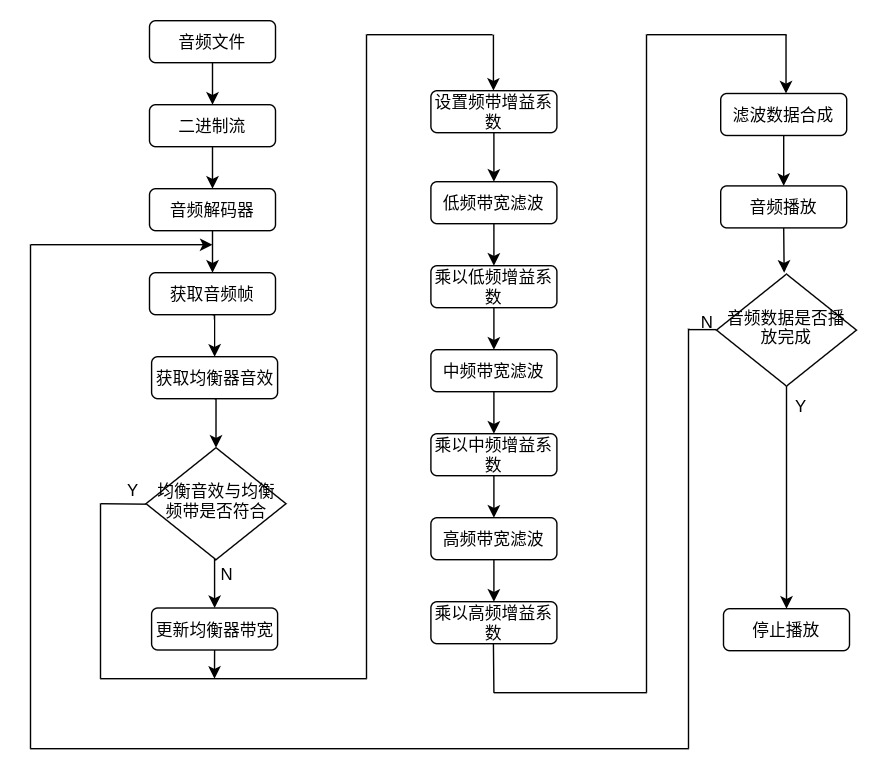 音频文件
二进制流
音频解码器
获取音频帧
获取均衡器音效
均衡音效与均衡
频带是否符合
Y
N
更新均衡器带宽
设置频带增益系
数
低频带宽滤波
乘以低频增益系
数
中频带宽滤波
乘以中频增益系
数
高频带宽滤波
乘以高频增益系
数
滤波数据合成
音频播放
音频数据是否播
放完成
N
Y
停止播放